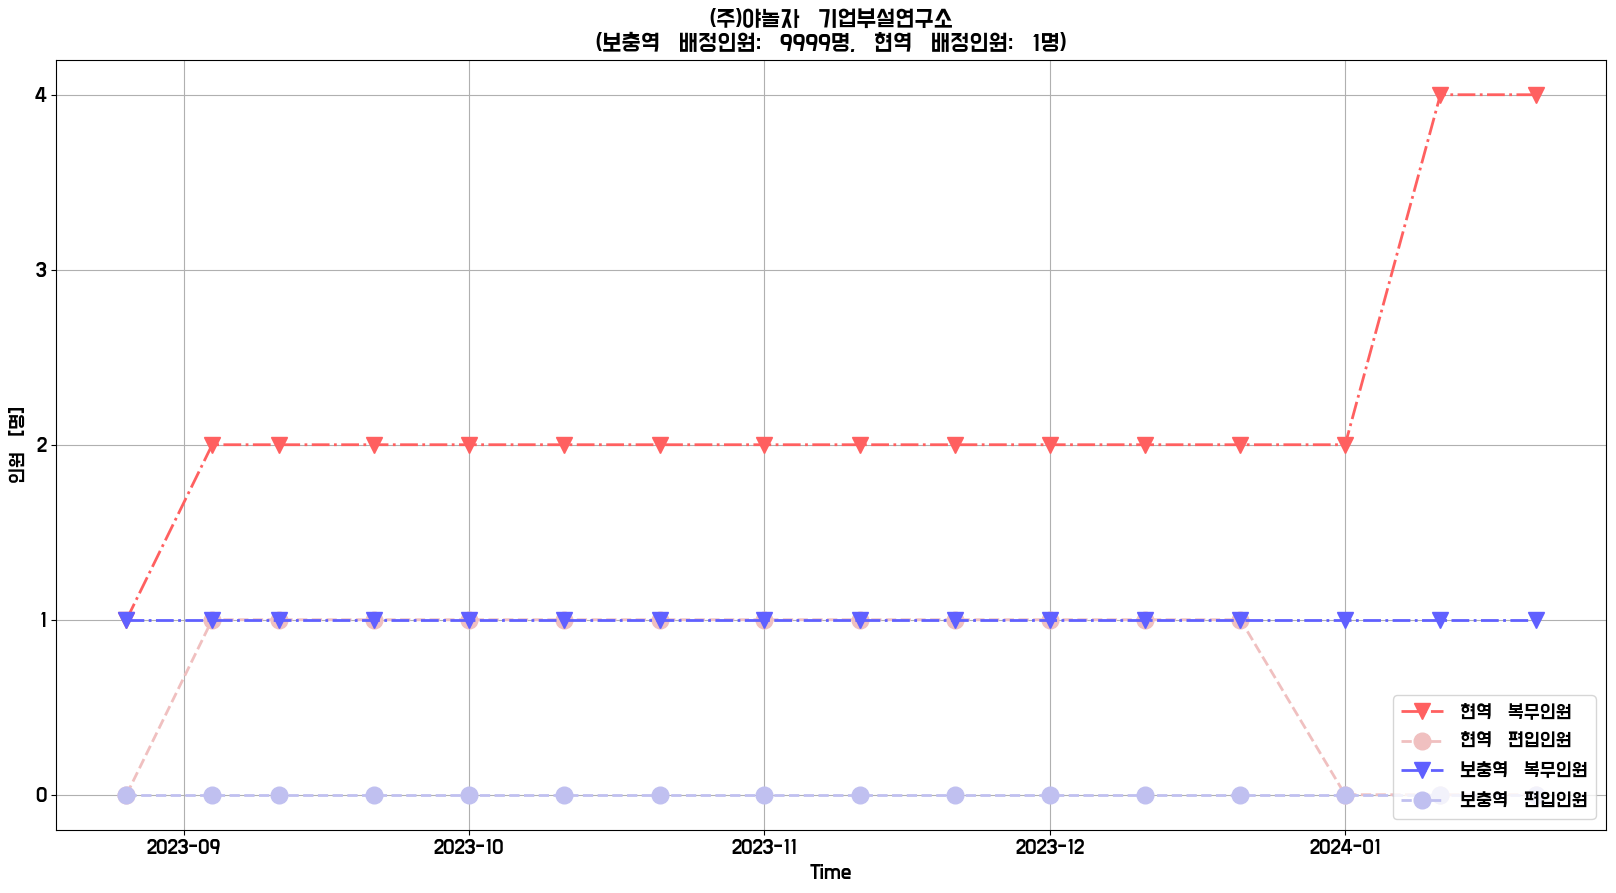 (주)야놀자 기업부설연구소
(보충역 배정인원: 9999명, 현역 배정인원: 1명)
4
3
2
1
0
인원 [명]
2023-09 2023-10 2023-11 2023-12 2024-01
Time
현역 복무인원
현역 편입인원
보충역 복무인원
보충역 편입인원